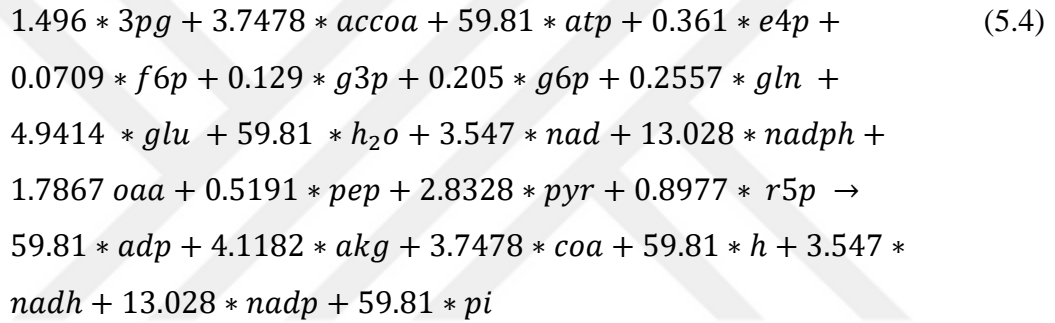 1.496 * 3pg + 3.7478 * accoa + 59.81 * atp + 0.361 * e4p + (5.4)
0.0709 * f6p + 0.129 * g3p + 0.205 * g6p + 0.2557 * gln +
4.9414 * glu + 59.81 * h₂o + 3.547 * nad + 13.028 * nadph +
1.7867 oaa + 0.5191 * pep + 2.8328 * pyr + 0.8977 * r5p →
59.81 * adp + 4.1182 * akg + 3.7478 * coa + 59.81 * h + 3.547 *
nadh + 13.028 * nadp + 59.81 * pi